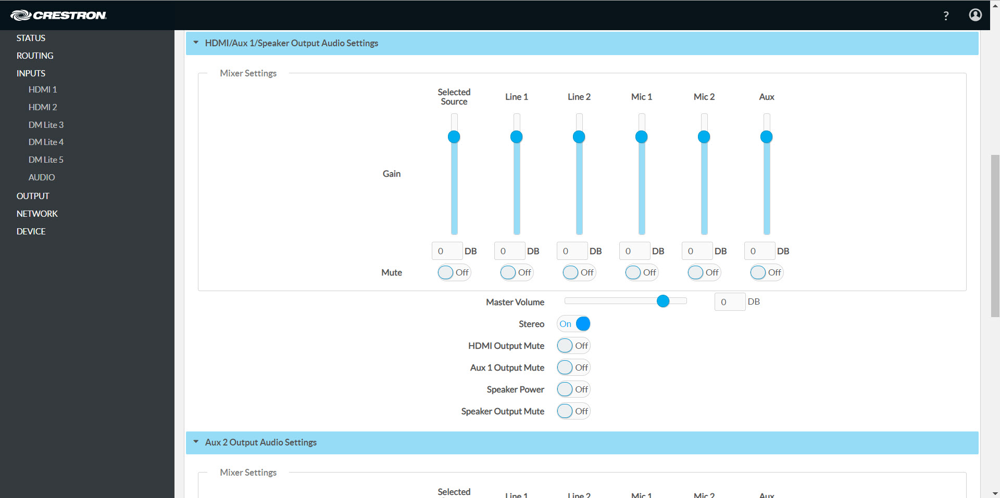 CRESTRON
?
STATUS
ROUTING
INPUTS
HDMI 1
HDMI 2
DM Lite 3
DM Lite 4
DM Lite 5
AUDIO
OUTPUT
NETWORK
DEVICE
HDMI/Aux 1/Speaker Output Audio Settings
Mixer Settings
Selected Source Line 1 Line 2 Mic 1 Mic 2 Aux
Gain
0 DB 0 DB 0 DB 0 DB 0 DB 0 DB
Mute Off Off Off Off Off Off
Master Volume 0 DB
Stereo On
HDMI Output Mute Off
Aux 1 Output Mute Off
Speaker Power Off
Speaker Output Mute Off
Aux 2 Output Audio Settings
Mixer Settings
Selected
Line 1 Line 2 Mic 1 Mic 2 Aux